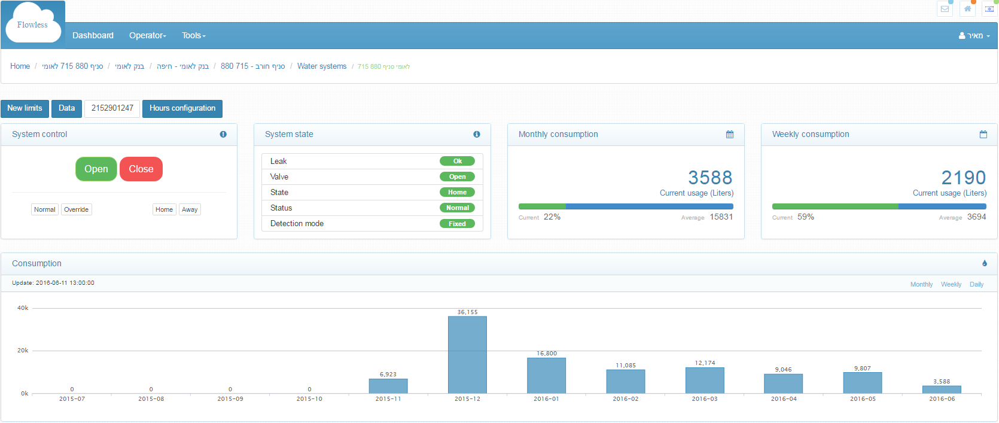 Flowless
Dashboard Operator Tools מאיר
Home / סניף 880 715 לאומי / בנק לאומי / בנק לאומי - חיפה / סניף חורב - 715 880 / Water systems / לאומי סניף 880 715
New limits Data 2152901247 Hours configuration
System control
Open Close
Normal Override Home Away
System state
Leak Ok
Valve Open
State Home
Status Normal
Detection mode Fixed
Monthly consumption
3588
Current usage (Liters)
Current 22% Average 15831
Weekly consumption
2190
Current usage (Liters)
Current 59% Average 3694
Consumption
Update: 2016-06-11 13:00:00 Monthly Weekly Daily
40k
20k
0k
0 0 0 0 6,923 36,155 16,800 11,085 12,174 9,046 9,807 3,588
2015-07 2015-08 2015-09 2015-10 2015-11 2015-12 2016-01 2016-02 2016-03 2016-04 2016-05 2016-06